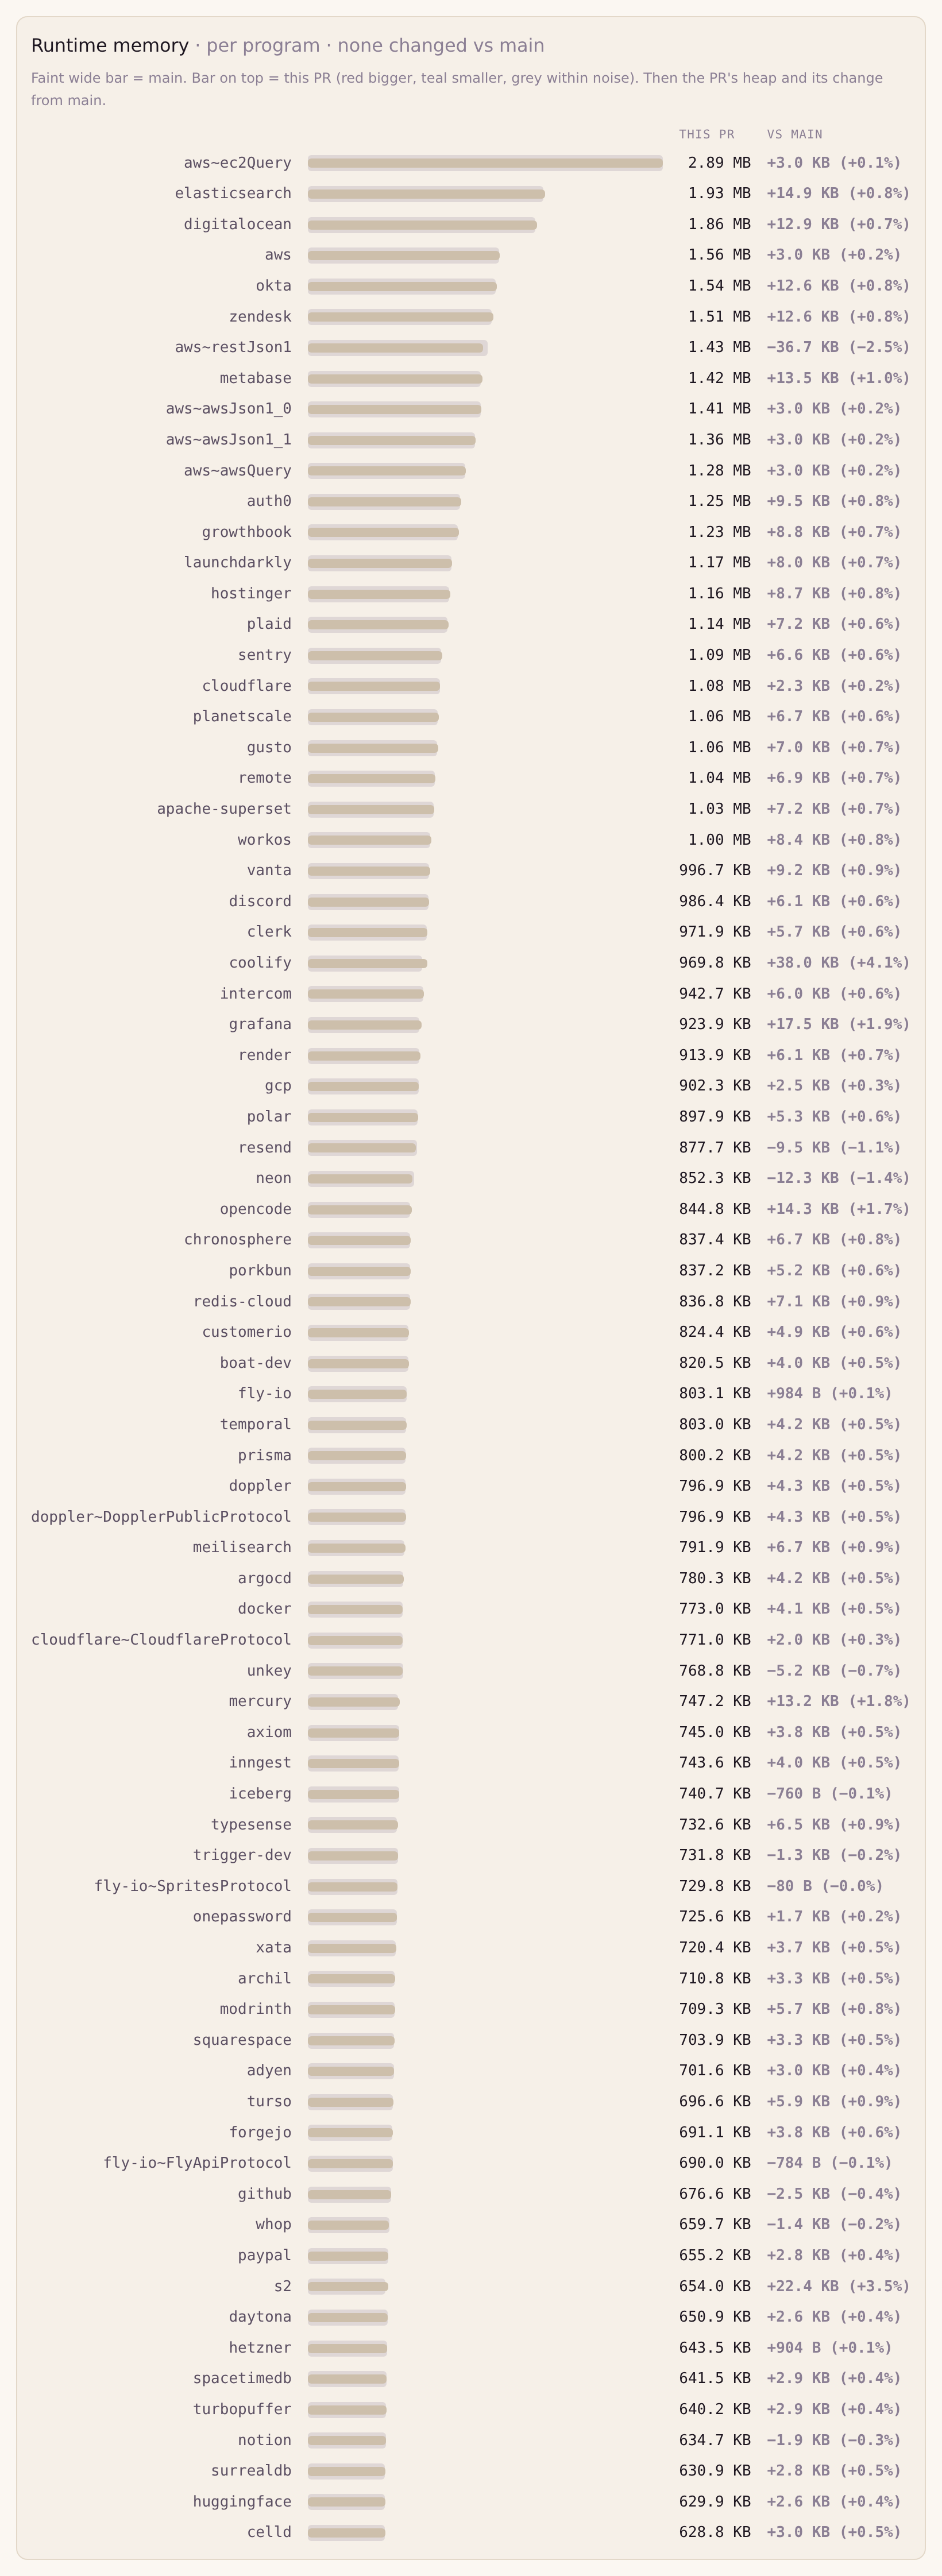 Runtime memory · per program · none changed vs main
Faint wide bar = main. Bar on top = this PR (red bigger, teal smaller, grey within noise). Then the PR's heap and its change
from main.
THIS PR VS MAIN
aws~ec2Query 2.89 MB +3.0 KB (+0.1%)
elasticsearch 1.93 MB +14.9 KB (+0.8%)
digitalocean 1.86 MB +12.9 KB (+0.7%)
aws 1.56 MB +3.0 KB (+0.2%)
okta 1.54 MB +12.6 KB (+0.8%)
zendesk 1.51 MB +12.6 KB (+0.8%)
aws~restJson1 1.43 MB −36.7 KB (−2.5%)
metabase 1.42 MB +13.5 KB (+1.0%)
aws~awsJson1_0 1.41 MB +3.0 KB (+0.2%)
aws~awsJson1_1 1.36 MB +3.0 KB (+0.2%)
aws~awsQuery 1.28 MB +3.0 KB (+0.2%)
auth0 1.25 MB +9.5 KB (+0.8%)
growthbook 1.23 MB +8.8 KB (+0.7%)
launchdarkly 1.17 MB +8.0 KB (+0.7%)
hostinger 1.16 MB +8.7 KB (+0.8%)
plaid 1.14 MB +7.2 KB (+0.6%)
sentry 1.09 MB +6.6 KB (+0.6%)
cloudflare 1.08 MB +2.3 KB (+0.2%)
planetscale 1.06 MB +6.7 KB (+0.6%)
gusto 1.06 MB +7.0 KB (+0.7%)
remote 1.04 MB +6.9 KB (+0.7%)
apache-superset 1.03 MB +7.2 KB (+0.7%)
workos 1.00 MB +8.4 KB (+0.8%)
vanta 996.7 KB +9.2 KB (+0.9%)
discord 986.4 KB +6.1 KB (+0.6%)
clerk 971.9 KB +5.7 KB (+0.6%)
coolify 969.8 KB +38.0 KB (+4.1%)
intercom 942.7 KB +6.0 KB (+0.6%)
grafana 923.9 KB +17.5 KB (+1.9%)
render 913.9 KB +6.1 KB (+0.7%)
gcp 902.3 KB +2.5 KB (+0.3%)
polar 897.9 KB +5.3 KB (+0.6%)
resend 877.7 KB −9.5 KB (−1.1%)
neon 852.3 KB −12.3 KB (−1.4%)
opencode 844.8 KB +14.3 KB (+1.7%)
chronosphere 837.4 KB +6.7 KB (+0.8%)
porkbun 837.2 KB +5.2 KB (+0.6%)
redis-cloud 836.8 KB +7.1 KB (+0.9%)
customerio 824.4 KB +4.9 KB (+0.6%)
boat-dev 820.5 KB +4.0 KB (+0.5%)
fly-io 803.1 KB +984 B (+0.1%)
temporal 803.0 KB +4.2 KB (+0.5%)
prisma 800.2 KB +4.2 KB (+0.5%)
doppler 796.9 KB +4.3 KB (+0.5%)
doppler~DopplerPublicProtocol 796.9 KB +4.3 KB (+0.5%)
meilisearch 791.9 KB +6.7 KB (+0.9%)
argocd 780.3 KB +4.2 KB (+0.5%)
docker 773.0 KB +4.1 KB (+0.5%)
cloudflare~CloudflareProtocol 771.0 KB +2.0 KB (+0.3%)
unkey 768.8 KB −5.2 KB (−0.7%)
mercury 747.2 KB +13.2 KB (+1.8%)
axiom 745.0 KB +3.8 KB (+0.5%)
inngest 743.6 KB +4.0 KB (+0.5%)
iceberg 740.7 KB −760 B (−0.1%)
typesense 732.6 KB +6.5 KB (+0.9%)
trigger-dev 731.8 KB −1.3 KB (−0.2%)
fly-io~SpritesProtocol 729.8 KB −80 B (−0.0%)
onepassword 725.6 KB +1.7 KB (+0.2%)
xata 720.4 KB +3.7 KB (+0.5%)
archil 710.8 KB +3.3 KB (+0.5%)
modrinth 709.3 KB +5.7 KB (+0.8%)
squarespace 703.9 KB +3.3 KB (+0.5%)
adyen 701.6 KB +3.0 KB (+0.4%)
turso 696.6 KB +5.9 KB (+0.9%)
forgejo 691.1 KB +3.8 KB (+0.6%)
fly-io~FlyApiProtocol 690.0 KB −784 B (−0.1%)
github 676.6 KB −2.5 KB (−0.4%)
whop 659.7 KB −1.4 KB (−0.2%)
paypal 655.2 KB +2.8 KB (+0.4%)
s2 654.0 KB +22.4 KB (+3.5%)
daytona 650.9 KB +2.6 KB (+0.4%)
hetzner 643.5 KB +904 B (+0.1%)
spacetimedb 641.5 KB +2.9 KB (+0.4%)
turbopuffer 640.2 KB +2.9 KB (+0.4%)
notion 634.7 KB −1.9 KB (−0.3%)
surrealdb 630.9 KB +2.8 KB (+0.5%)
huggingface 629.9 KB +2.6 KB (+0.4%)
celld 628.8 KB +3.0 KB (+0.5%)